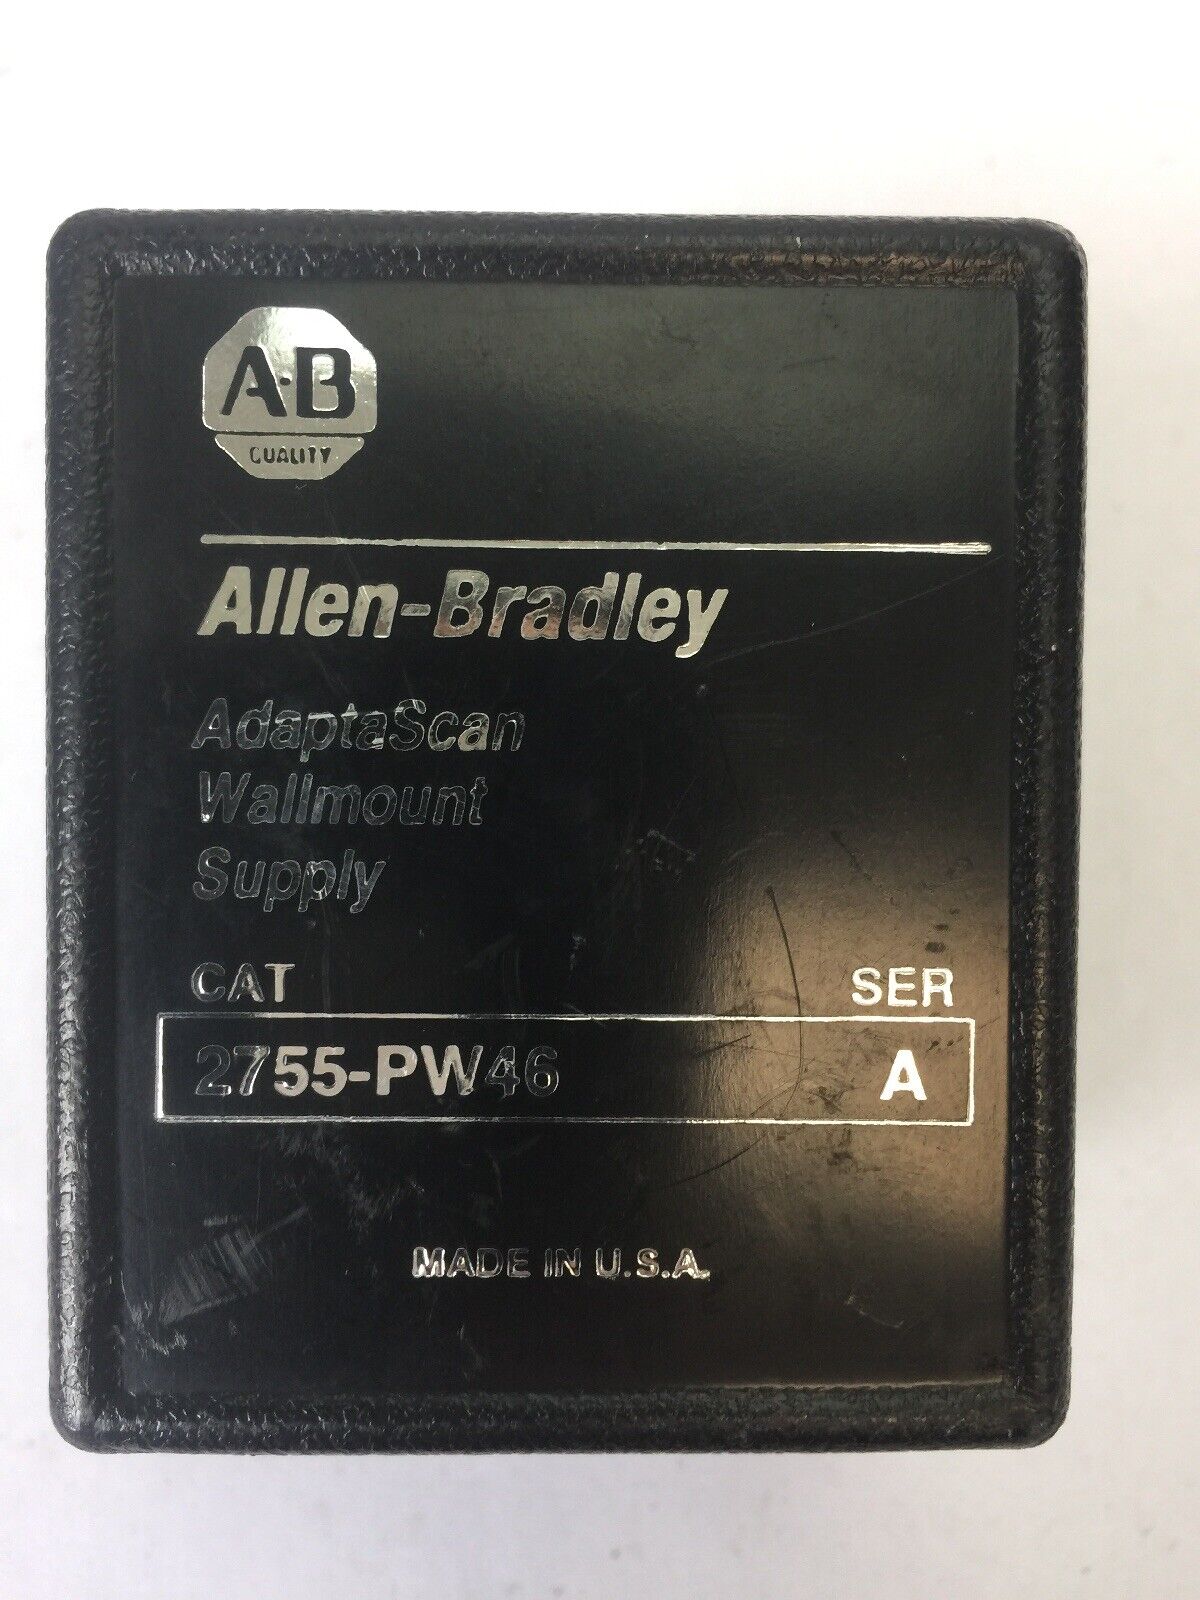 A·B
QUALITY
Allen-Bradley
AdaptaScan
Wallmount
Supply
CAT SER
2755-PW46 A
MADE IN U.S.A.